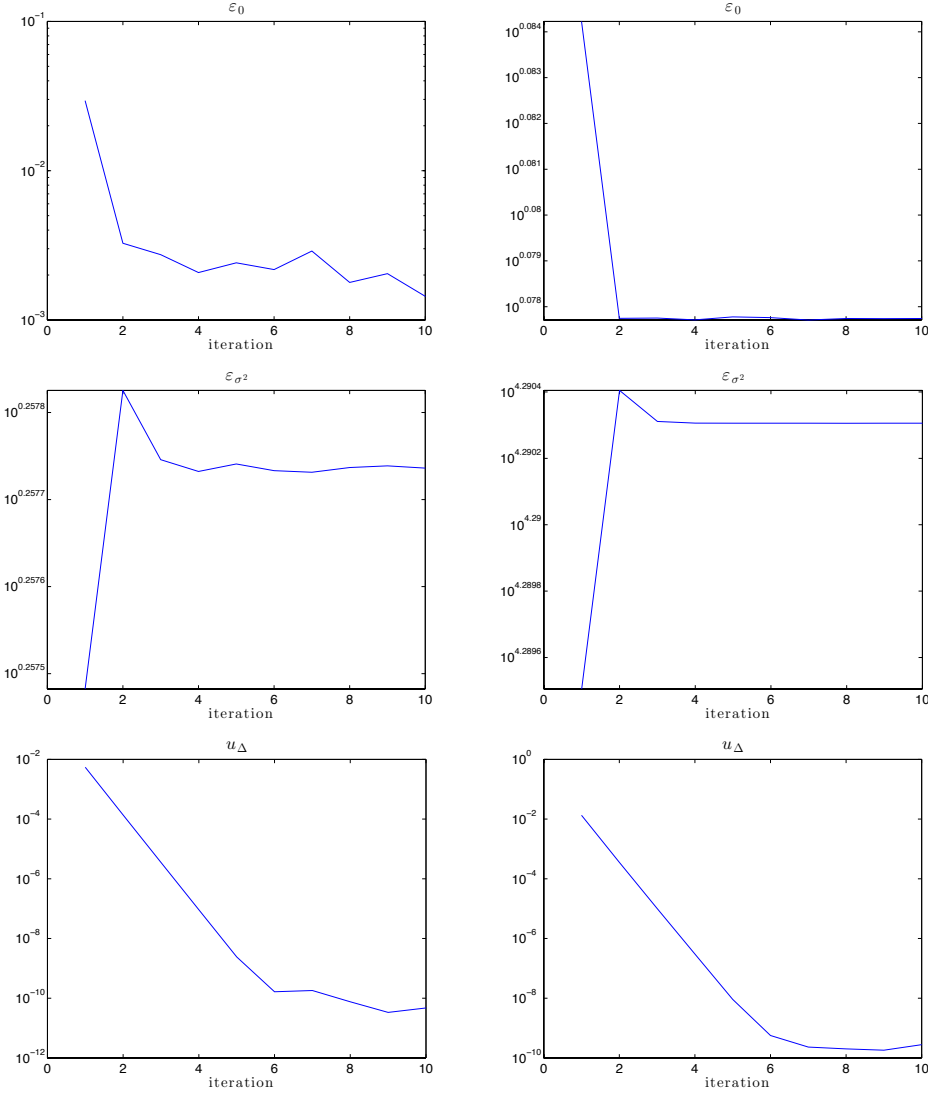 ε₀
10⁻¹
10⁻²
10⁻³
0 2 4 6 8 10
iteration
ε₀
10^0.084
10^0.083
10^0.082
10^0.081
10^0.08
10^0.079
10^0.078
0 2 4 6 8 10
iteration
ε_σ²
10^0.2578
10^0.2577
10^0.2576
10^0.2575
0 2 4 6 8 10
iteration
ε_σ²
10^4.2904
10^4.2902
10^4.29
10^4.2898
10^4.2896
0 2 4 6 8 10
iteration
u_Δ
10⁻²
10⁻⁴
10⁻⁶
10⁻⁸
10⁻¹⁰
10⁻¹²
0 2 4 6 8 10
iteration
u_Δ
10⁰
10⁻²
10⁻⁴
10⁻⁶
10⁻⁸
10⁻¹⁰
0 2 4 6 8 10
iteration